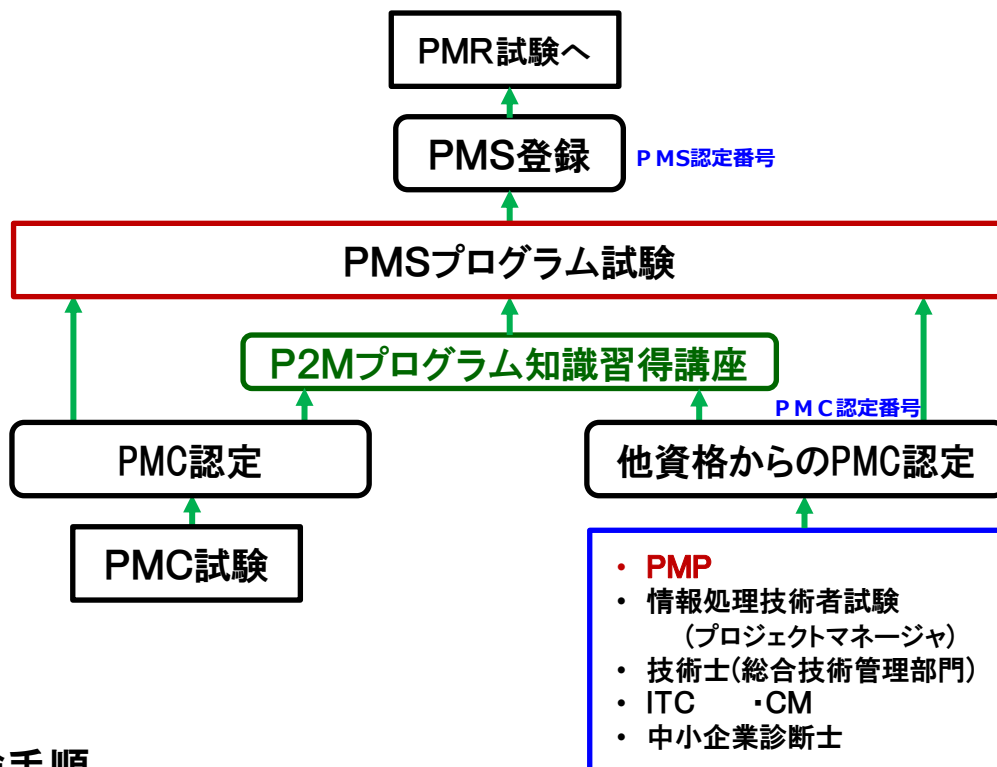 PMR試験へ
PMS登録
PMS認定番号
PMSプログラム試験
P2Mプログラム知識習得講座
PMC認定番号
PMC認定
他資格からのPMC認定
PMC試験
・ PMP
・ 情報処理技術者試験
(プロジェクトマネージャ)
・ 技術士(総合技術管理部門)
・ ITC ・CM
・ 中小企業診断士
手順